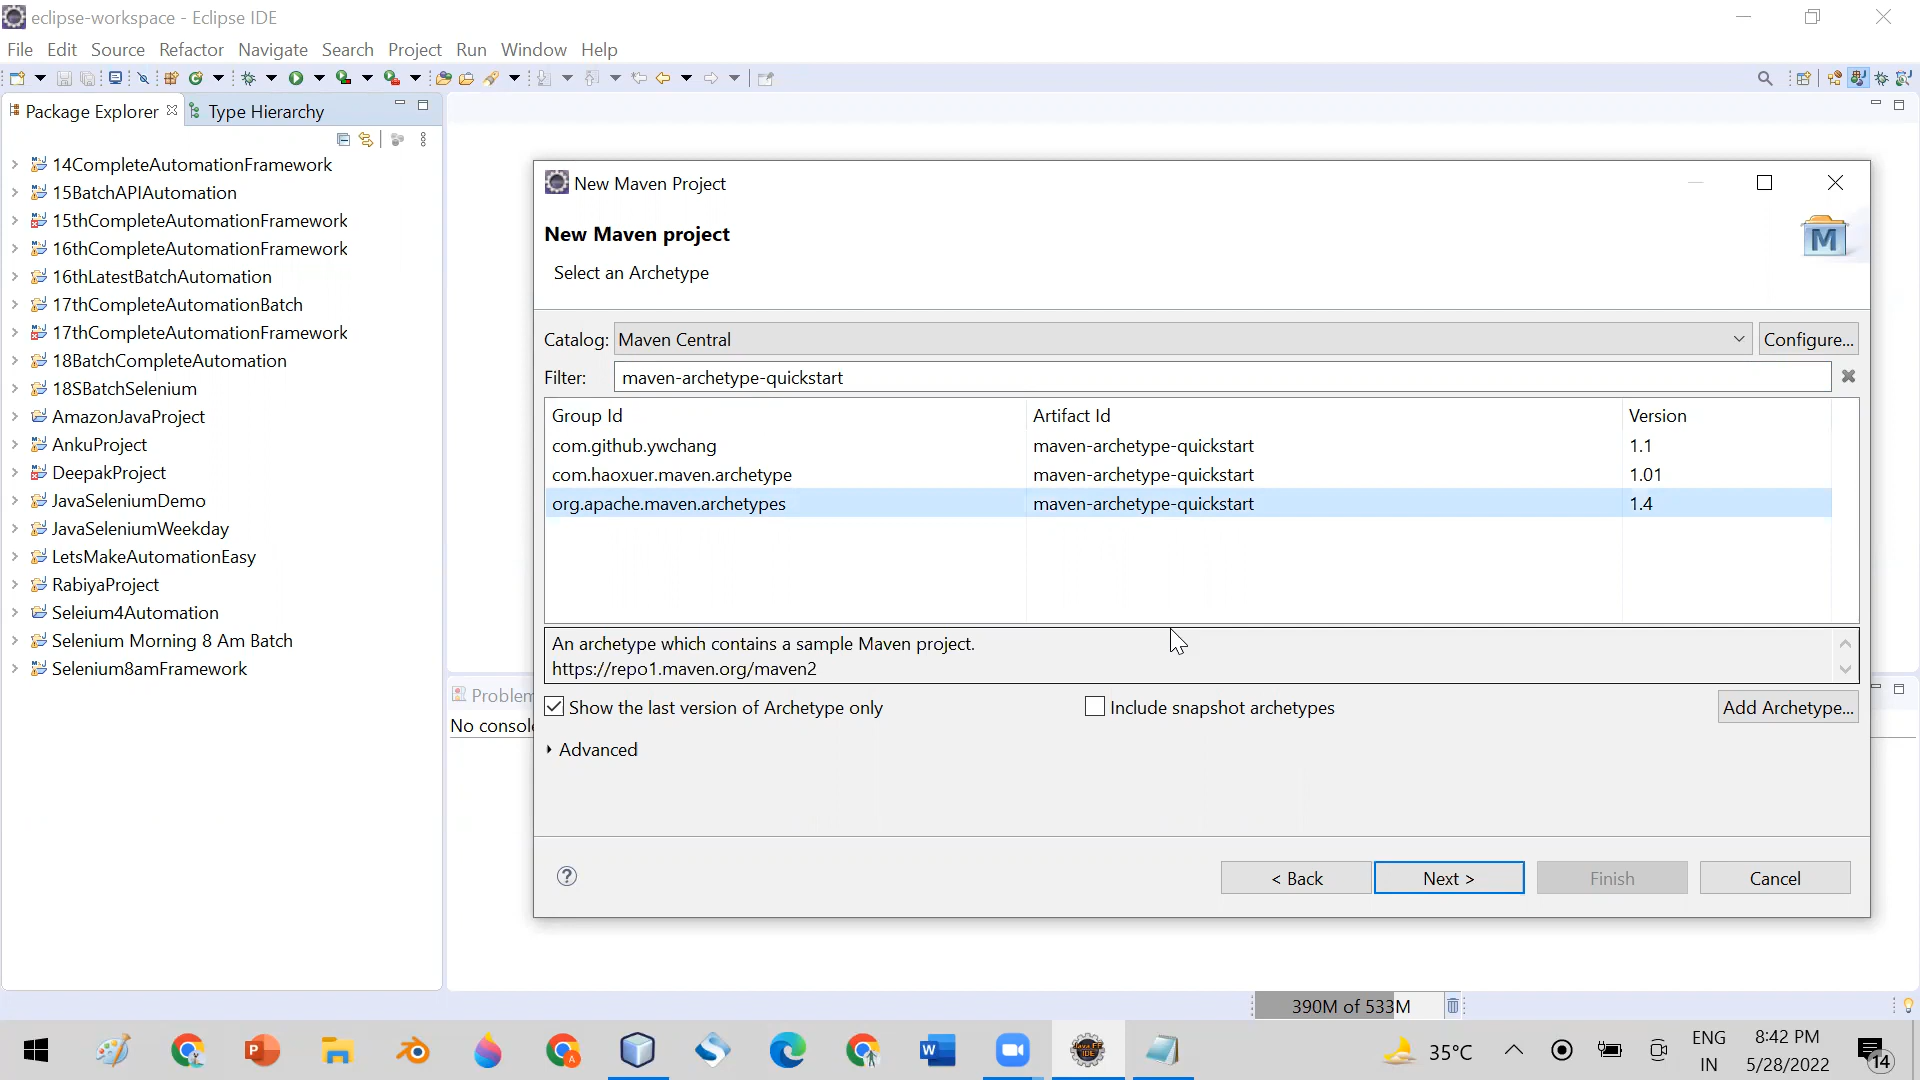 eclipse-workspace - Eclipse IDE
File Edit Source Refactor Navigate Search Project Run Window Help
Package Explorer Type Hierarchy
14CompleteAutomationFramework
15BatchAPIAutomation
15thCompleteAutomationFramework
16thCompleteAutomationFramework
16thLatestBatchAutomation
17thCompleteAutomationBatch
17thCompleteAutomationFramework
18BatchCompleteAutomation
18SBatchSelenium
AmazonJavaProject
AnkuProject
DeepakProject
JavaSeleniumDemo
JavaSeleniumWeekday
LetsMakeAutomationEasy
RabiyaProject
Seleium4Automation
Selenium Morning 8 Am Batch
Selenium8amFramework
Problem
No consol
New Maven Project
New Maven project
Select an Archetype
M
Catalog: Maven Central Configure...
Filter: maven-archetype-quickstart
Group Id Artifact Id Version
com.github.ywchang maven-archetype-quickstart 1.1
com.haoxuer.maven.archetype maven-archetype-quickstart 1.01
org.apache.maven.archetypes maven-archetype-quickstart 1.4
An archetype which contains a sample Maven project.
https://repo1.maven.org/maven2
Show the last version of Archetype only Include snapshot archetypes Add Archetype...
Advanced
? < Back Next > Finish Cancel
390M of 533M
35°C ENG 8:42 PM
IN 5/28/2022 14